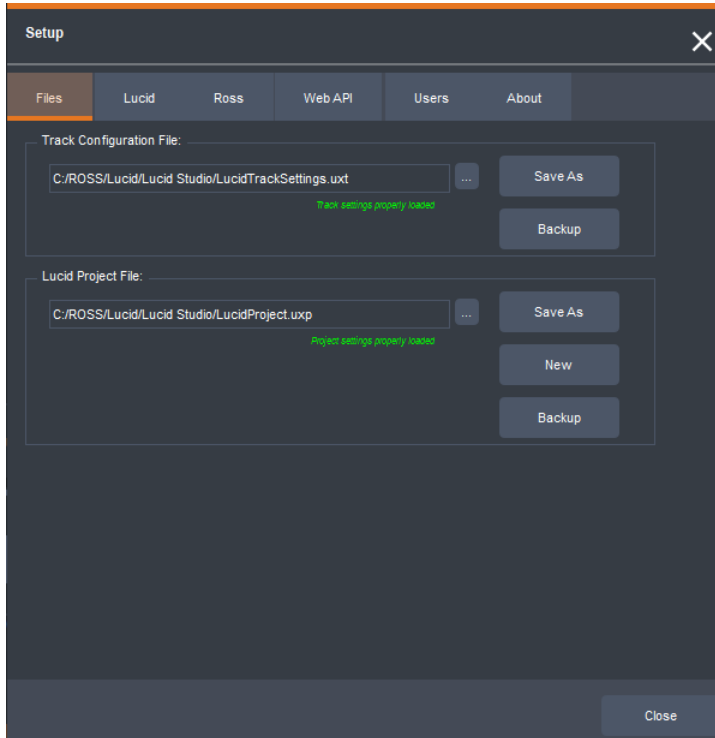 Setup
Files Lucid Ross Web API Users About
Track Configuration File:
C:/ROSS/Lucid/Lucid Studio/LucidTrackSettings.uxt ... Save As
Track settings properly loaded
Backup
Lucid Project File:
C:/ROSS/Lucid/Lucid Studio/LucidProject.uxp ... Save As
Project settings properly loaded
New
Backup
Close